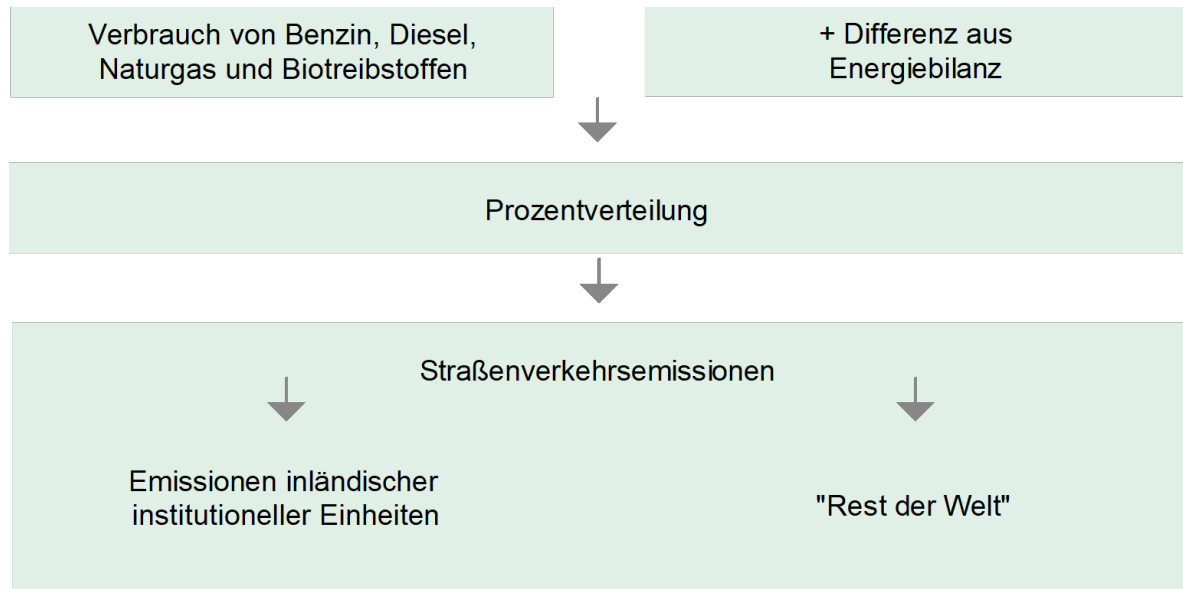 Verbrauch von Benzin, Diesel,
Naturgas und Biotreibstoffen
+ Differenz aus
Energiebilanz
Prozentverteilung
Straßenverkehrsemissionen
Emissionen inländischer
institutioneller Einheiten
"Rest der Welt"